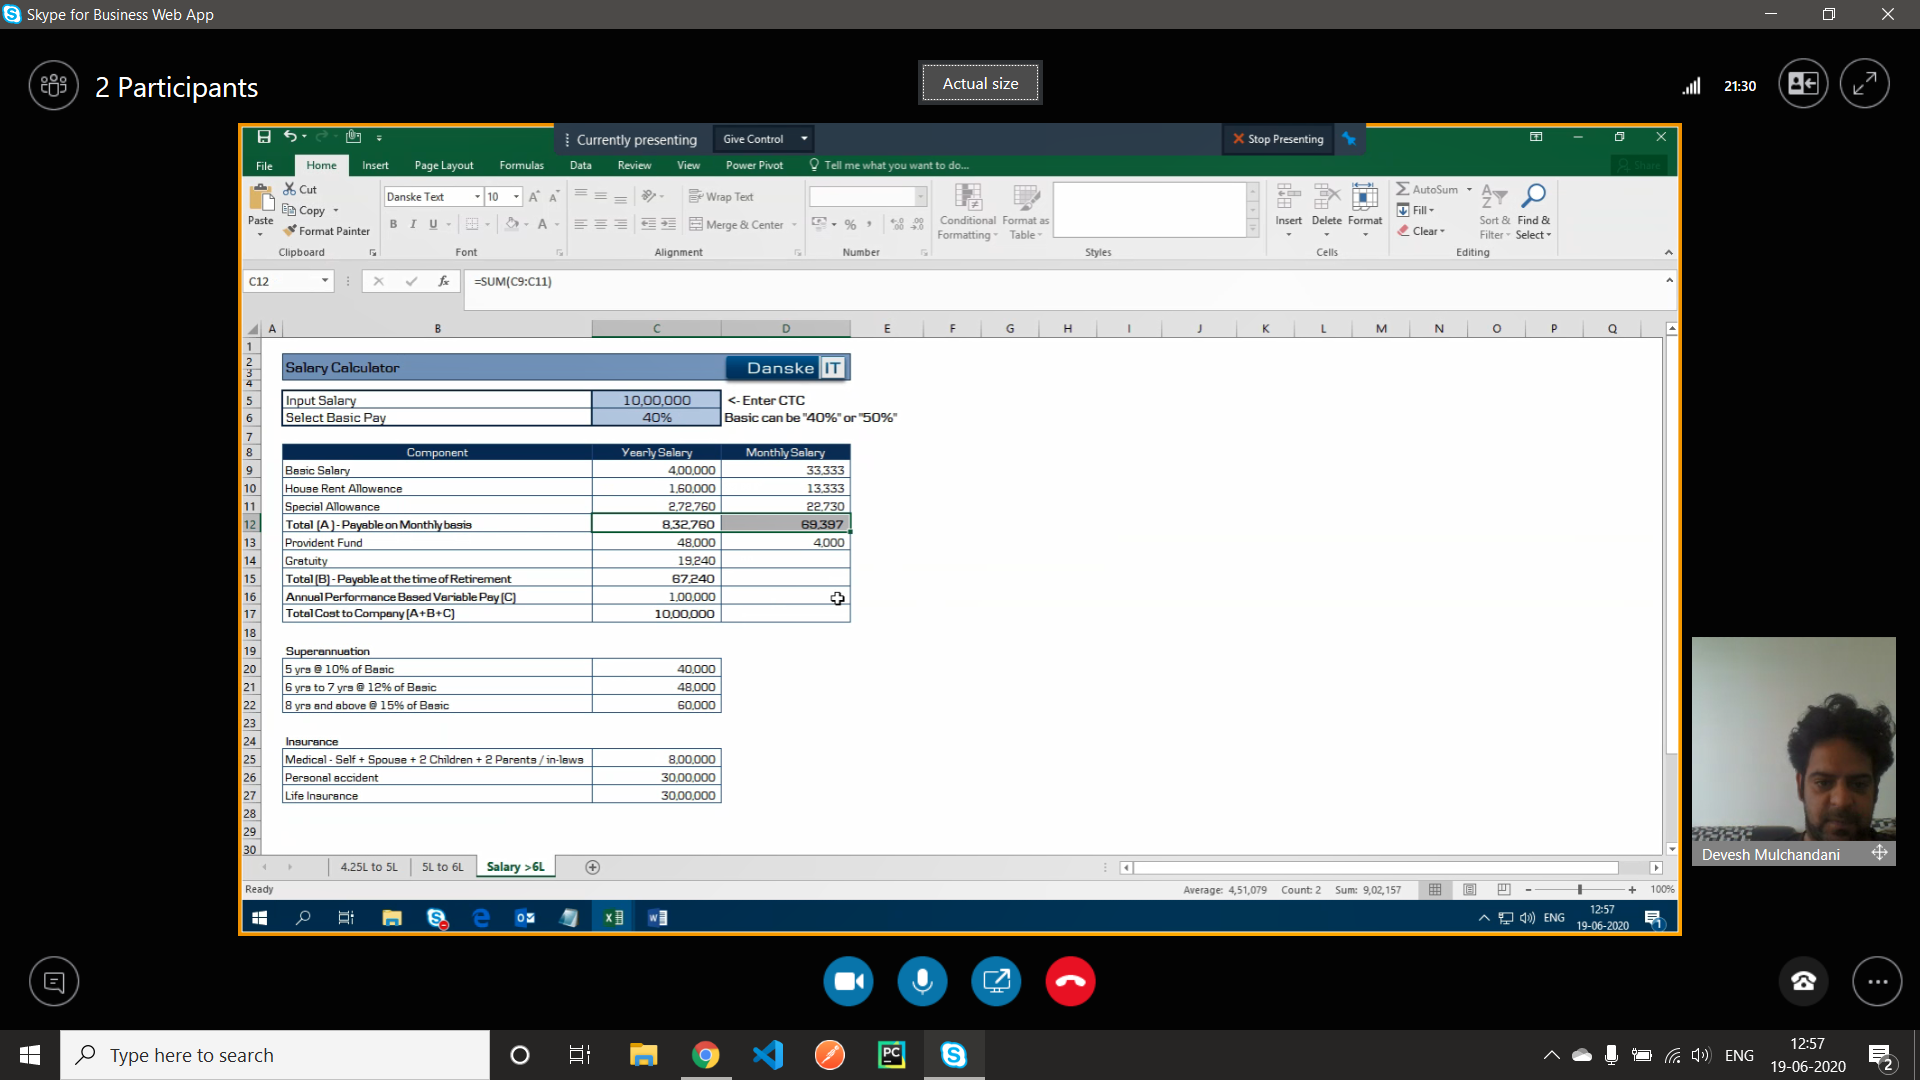 Skype for Business Web App
2 Participants
Actual size
21:30
Currently presenting
Give Control
Stop Presenting
File Home Insert Page Layout Formulas Data Review View Power Pivot Tell me what you want to do... Share
Paste
Cut
Copy
Format Painter
Clipboard
Danske Text 10
B I U
Font
Wrap Text
Merge & Center
Alignment
%
Number
Conditional Formatting
Format as Table
Styles
Insert Delete Format
Cells
AutoSum
Fill
Clear
Sort & Filter
Find & Select
Editing
C12 fx =SUM(C9:C11)
A B C D E F G H I J K L M N O P Q
1
2 Salary Calculator Danske IT
3
4
5 Input Salary 10,00,000 <- Enter CTC
6 Select Basic Pay 40% Basic can be "40%" or "50%"
7
8 Component Yearly Salary Monthly Salary
9 Basic Salary 4,00,000 33,333
10 House Rent Allowance 1,60,000 13,333
11 Special Allowance 2,72,760 22,730
12 Total (A) - Payable on Monthly basis 8,32,760 69,397
13 Provident Fund 48,000 4,000
14 Gratuity 19,240
15 Total (B) - Payable at the time of Retirement 67,240
16 Annual Performance Based Variable Pay (C) 1,00,000
17 Total Cost to Company (A+B+C) 10,00,000
18
19 Superannuation
20 5 yrs @ 10% of Basic 40,000
21 6 yrs to 7 yrs @ 12% of Basic 48,000
22 8 yrs and above @ 15% of Basic 60,000
23
24 Insurance
25 Medical - Self + Spouse + 2 Children + 2 Parents / in-laws 8,00,000
26 Personal accident 30,00,000
27 Life Insurance 30,00,000
28
29
30
4.25L to 5L 5L to 6L Salary >6L
Ready Average: 4,51,079 Count: 2 Sum: 9,02,157 100%
ENG 12:57
19-06-2020
1
Devesh Mulchandani
Type here to search
PC
ENG
12:57
19-06-2020
2